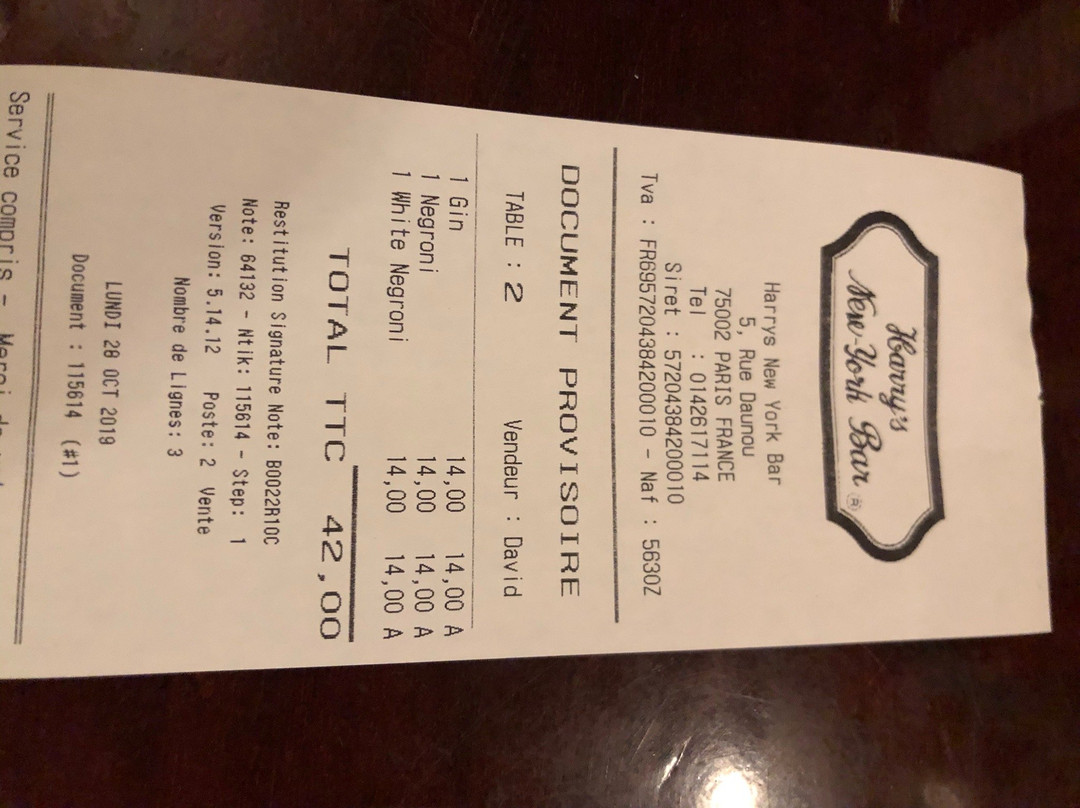 Harry's
New-York Bar ®
Harrys New York Bar
5, Rue Daunou
75002 PARIS FRANCE
Tel : 0142617114
Siret : 57204384200010
Tva : FR69572043842000​10 - Naf : 5630Z
DOCUMENT PROVISOIRE
TABLE : 2 Vendeur : David
1 Gin 14,00 14,00 A
1 Negroni 14,00 14,00 A
1 White Negroni 14,00 14,00 A
TOTAL TTC 42,00
Restitution Signature Note: B0022R10C
Note: 64132 - Ntik: 115614 - Step: 1
Version: 5.14.12 Poste: 2 Vente
Nombre de Lignes: 3
LUNDI 28 OCT 2019
Document : 115614 (#1)
Service compris - Merci